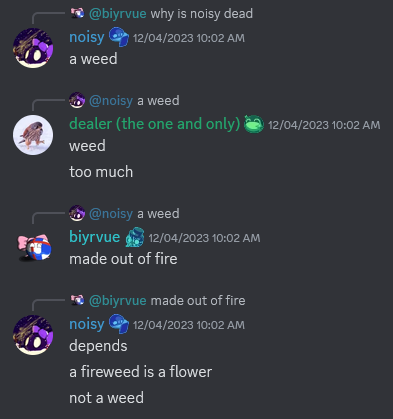 @biyrvue why is noisy dead
noisy 12/04/2023 10:02 AM
a weed
@noisy a weed
dealer (the one and only) 12/04/2023 10:02 AM
weed
too much
@noisy a weed
biyrvue 12/04/2023 10:02 AM
made out of fire
@biyrvue made out of fire
noisy 12/04/2023 10:02 AM
depends
a fireweed is a flower
not a weed